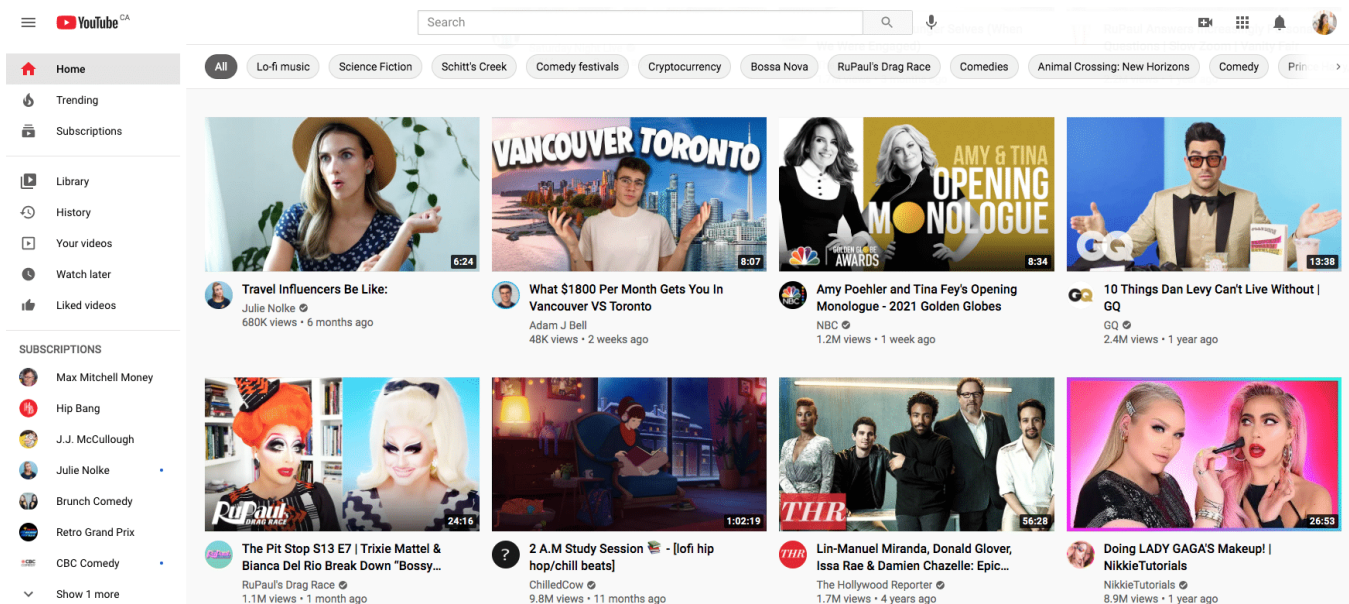 YouTube CA
Search
Home
Trending
Subscriptions
Library
History
Your videos
Watch later
Liked videos
SUBSCRIPTIONS
Max Mitchell Money
Hip Bang
J.J. McCullough
Julie Nolke
Brunch Comedy
Retro Grand Prix
CBC Comedy
Show 1 more
All
Lo-fi music
Science Fiction
Schitt's Creek
Comedy festivals
Cryptocurrency
Bossa Nova
RuPaul's Drag Race
Comedies
Animal Crossing: New Horizons
Comedy
6:24
Travel Influencers Be Like:
Julie Nolke
680K views • 6 months ago
VANCOUVER TORONTO
8:07
What $1800 Per Month Gets You In
Vancouver VS Toronto
Adam J Bell
48K views • 2 weeks ago
AMY & TINA
OPENING
MONOLOGUE
GOLDEN GLOBE
AWARDS
8:34
NBC
Amy Poehler and Tina Fey's Opening
Monologue - 2021 Golden Globes
NBC
1.2M views • 1 week ago
GQ
13:38
GQ
10 Things Dan Levy Can't Live Without |
GQ
GQ
2.4M views • 1 year ago
RuPaul's
DRAG RACE
24:16
The Pit Stop S13 E7 | Trixie Mattel &
Bianca Del Rio Break Down “Bossy...
RuPaul's Drag Race
1.1M views • 1 month ago
1:02:19
?
2 A.M Study Session 📚 - [lofi hip
hop/chill beats]
ChilledCow
9.8M views • 11 months ago
THR
56:28
THR
Lin-Manuel Miranda, Donald Glover,
Issa Rae & Damien Chazelle: Epic...
The Hollywood Reporter
1.7M views • 4 years ago
26:53
Doing LADY GAGA'S Makeup! |
NikkieTutorials
NikkieTutorials
8.9M views • 1 year ago